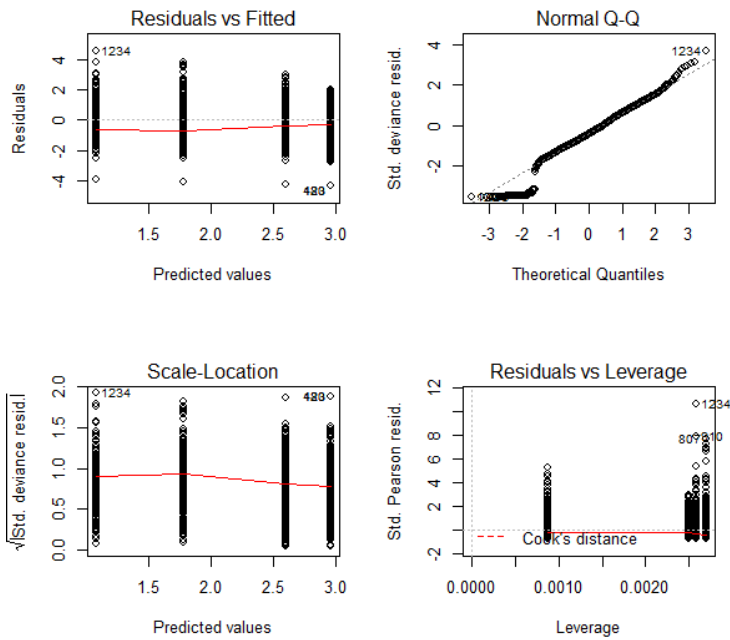 Residuals vs Fitted
Residuals
4
2
0
-2
-4
1234
1.5 2.0 2.5 3.0
Predicted values
Normal Q-Q
Std. deviance resid.
4
2
0
-2
1234
-3 -2 -1 0 1 2 3
Theoretical Quantiles
Scale-Location
√|Std. deviance resid.|
2.0
1.5
1.0
0.5
0.0
1234
1.5 2.0 2.5 3.0
Predicted values
Residuals vs Leverage
Std. Pearson resid.
12
8
6
4
2
-2
1234
Cook's distance
0.0000 0.0010 0.0020
Leverage